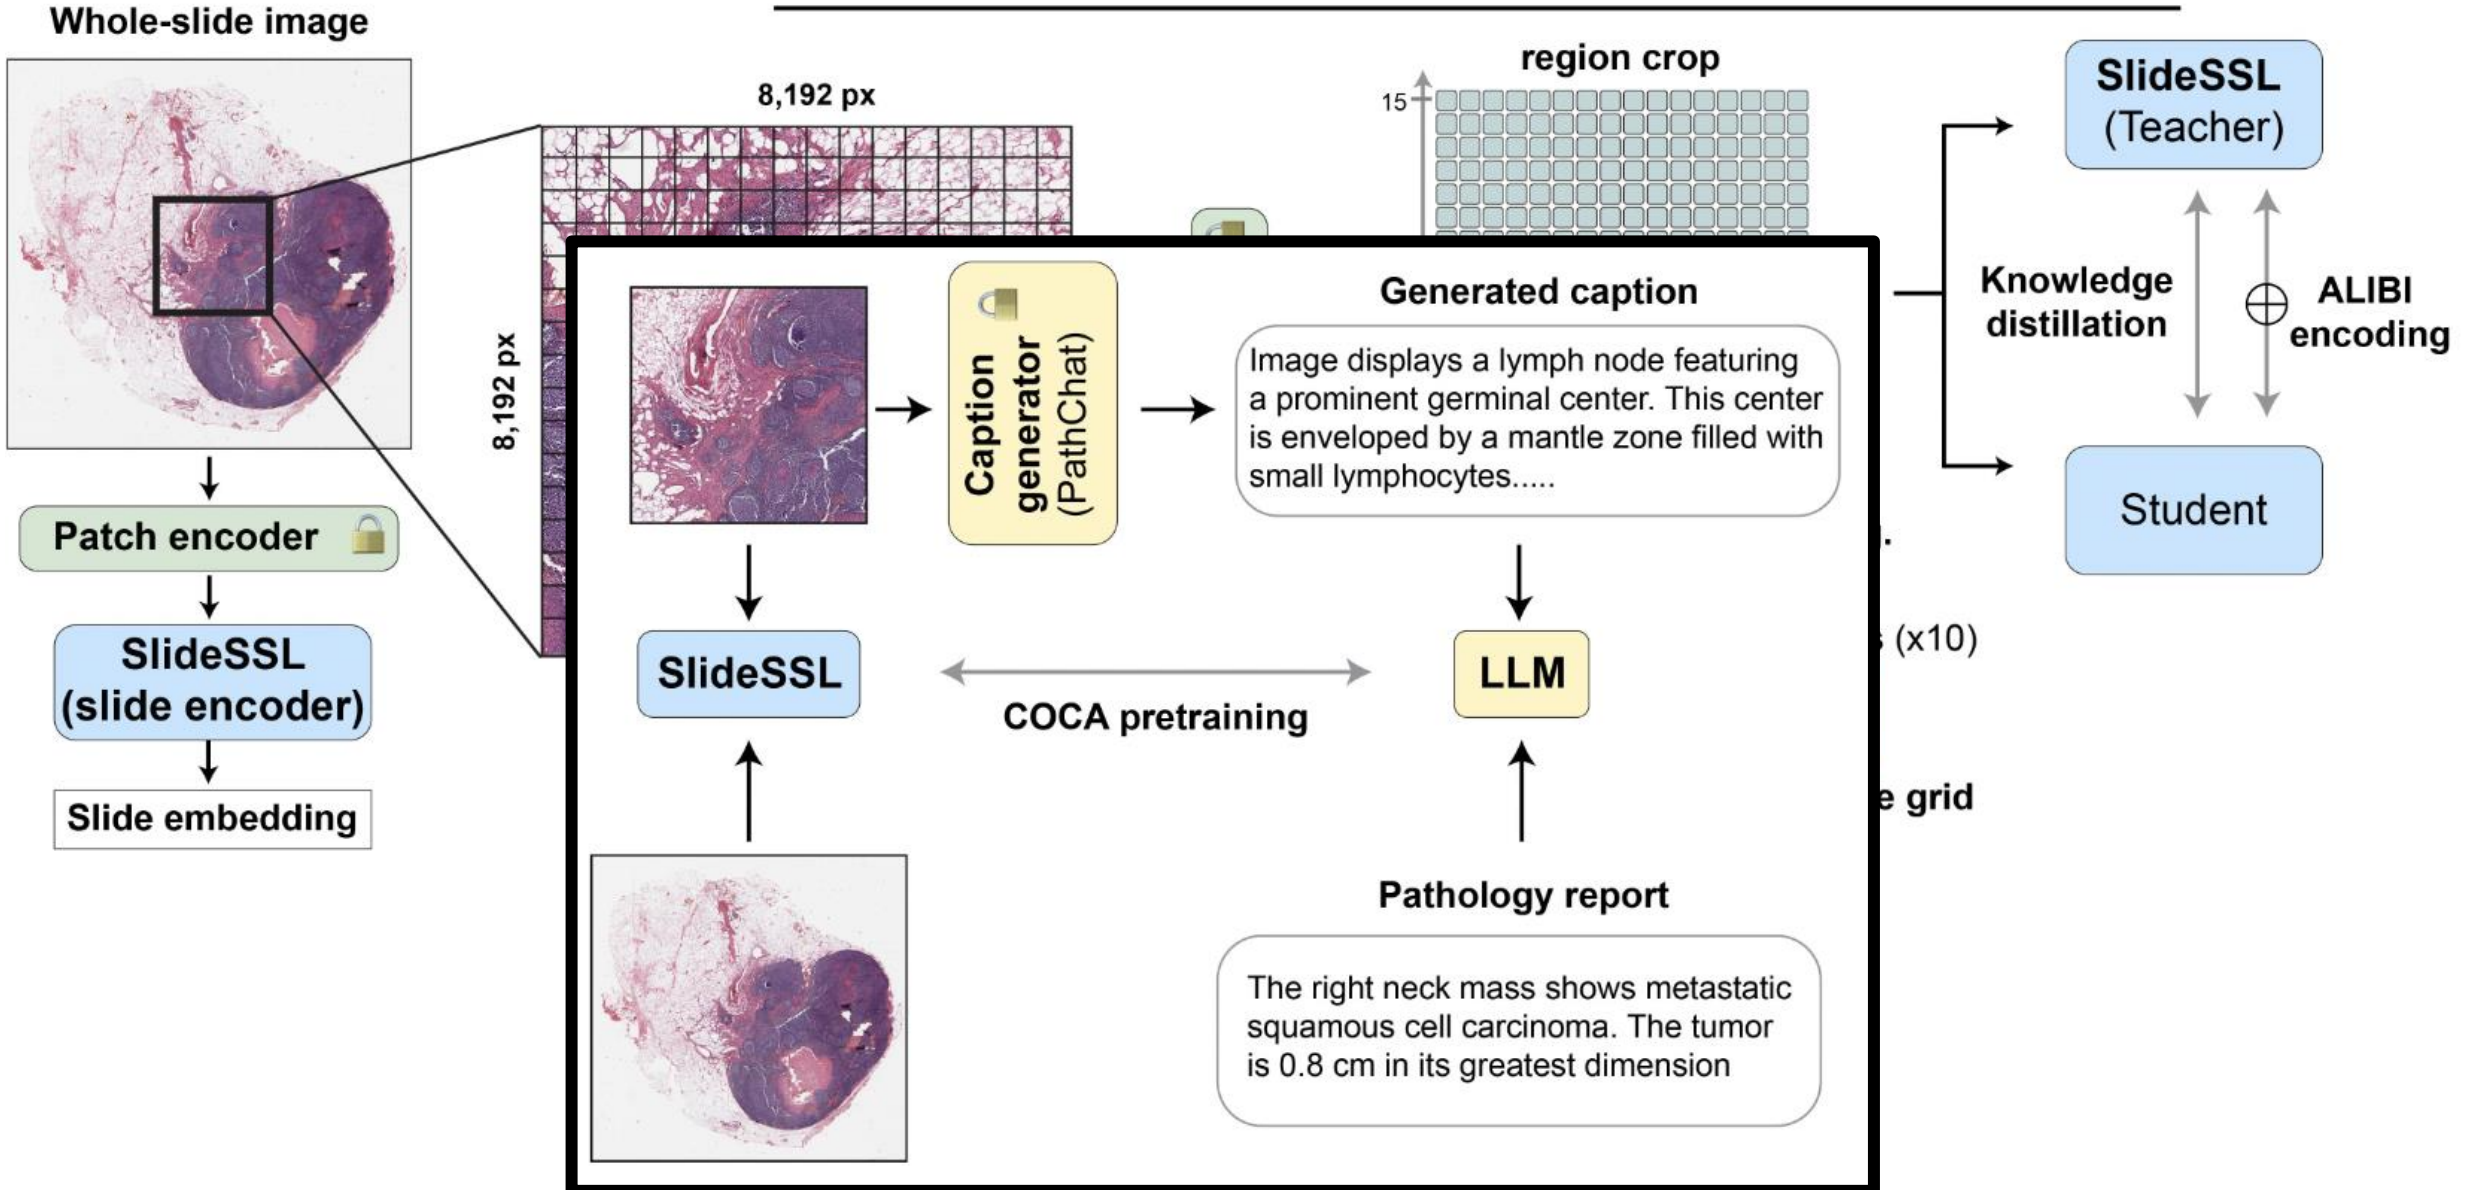 Whole-slide image
8,192 px
8,192 px
Patch encoder
SlideSSL
(slide encoder)
Slide embedding
region crop
15
SlideSSL
(Teacher)
Knowledge
distillation
ALIBI
encoding
Student
(x10)
grid
Caption
generator
(PathChat)
Generated caption
Image displays a lymph node featuring
a prominent germinal center. This center
is enveloped by a mantle zone filled with
small lymphocytes.....
SlideSSL
COCA pretraining
LLM
Pathology report
The right neck mass shows metastatic
squamous cell carcinoma. The tumor
is 0.8 cm in its greatest dimension